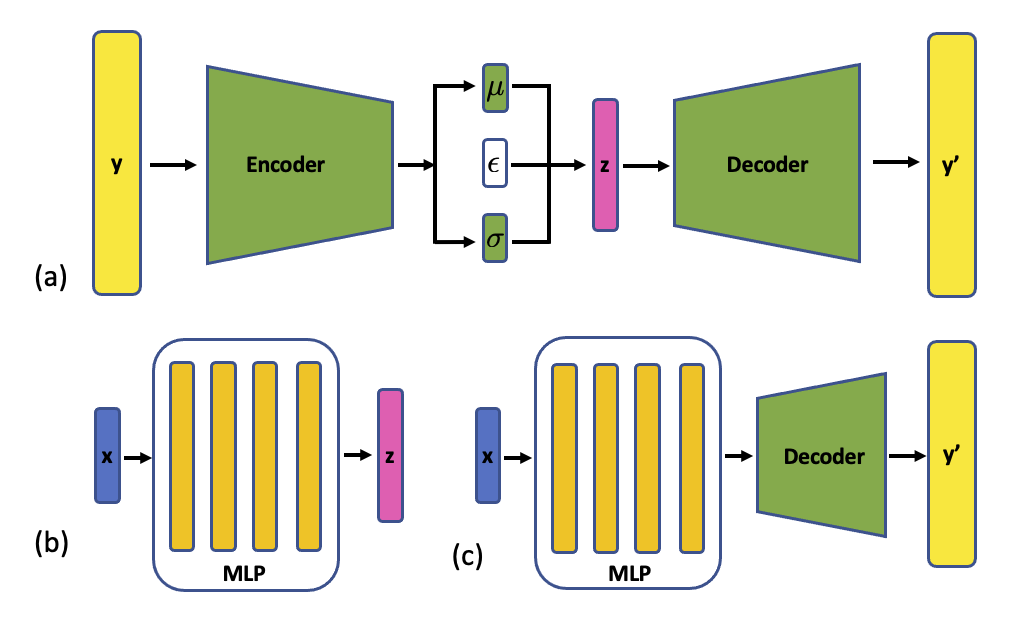 y
Encoder
μ
ϵ
σ
z
Decoder
y’
(a)
x
MLP
z
(b)
x
MLP
Decoder
y’
(c)